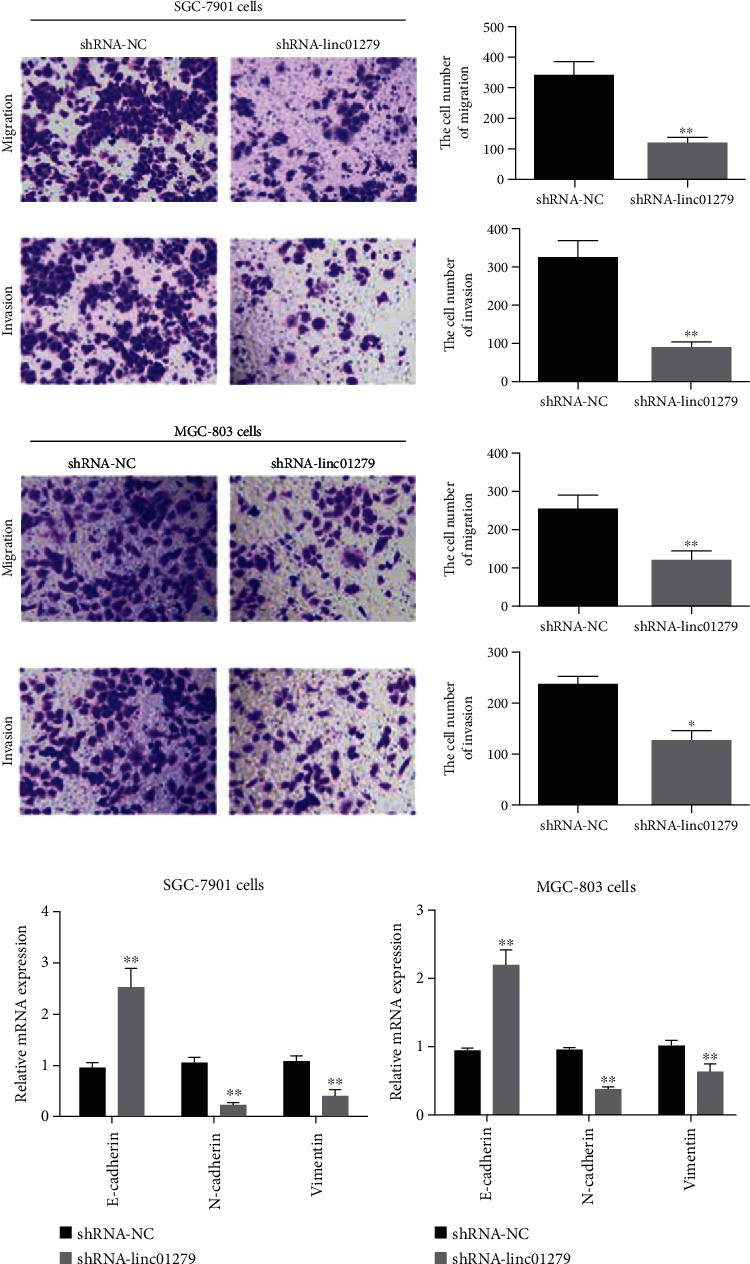 SGC-7901 cells
shRNA-NC
shRNA-linc01279
Migration
500
400
300
200
100
0
The cell number
of migration
**
shRNA-NC
shRNA-linc01279
Invasion
400
300
200
100
0
The cell number
of invasion
**
shRNA-NC
shRNA-linc01279
MGC-803 cells
shRNA-NC
shRNA-linc01279
Migration
400
300
200
100
0
The cell number
of migration
**
shRNA-NC
shRNA-linc01279
Invasion
300
200
100
0
The cell number
of invasion
*
shRNA-NC
shRNA-linc01279
SGC-7901 cells
4
3
2
1
0
Relative mRNA expression
**
**
**
E-cadherin
N-cadherin
Vimentin
shRNA-NC
shRNA-linc01279
MGC-803 cells
3
2
1
0
Relative mRNA expression
**
**
**
E-cadherin
N-cadherin
Vimentin
shRNA-NC
shRNA-linc01279